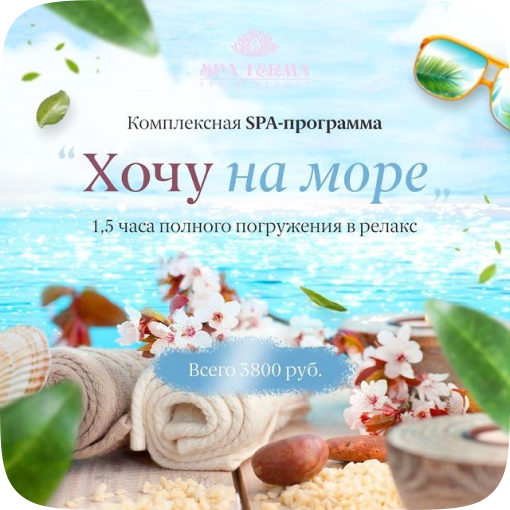 SPA TERMA
Комплексная SPA-программа
“Хочу на море„
1,5 часа полного погружения в релакс
Всего 3800 руб.